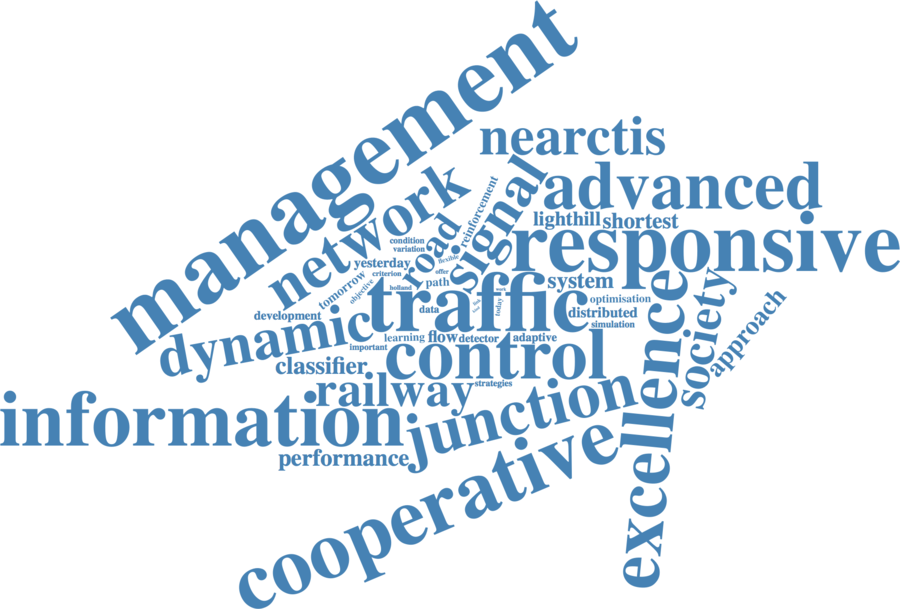 management
nearctis
network
signal
advanced
reinforcement
road
lighthill
shortest
responsive
condition
variation
flexible
yesterday
offer
criterion
tomorrow
objective
holland
path
system
traffic
today
work
optimisation
development
data
distributed
simulation
dynamic
learning
flow
detector
adaptive
important
control
classifier
excellence
society
approach
railway
strategies
information
junction
performance
cooperative